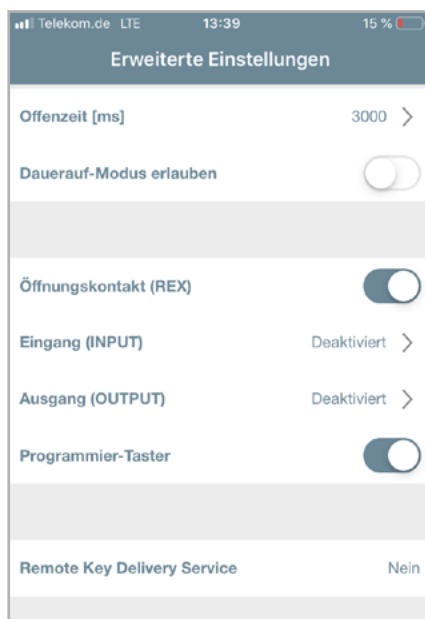 Telekom.de LTE 13:39 15 %
Erweiterte Einstellungen
Offenzeit [ms] 3000
Dauerauf-Modus erlauben
Öffnungskontakt (REX)
Eingang (INPUT) Deaktiviert
Ausgang (OUTPUT) Deaktiviert
Programmier-Taster
Remote Key Delivery Service Nein